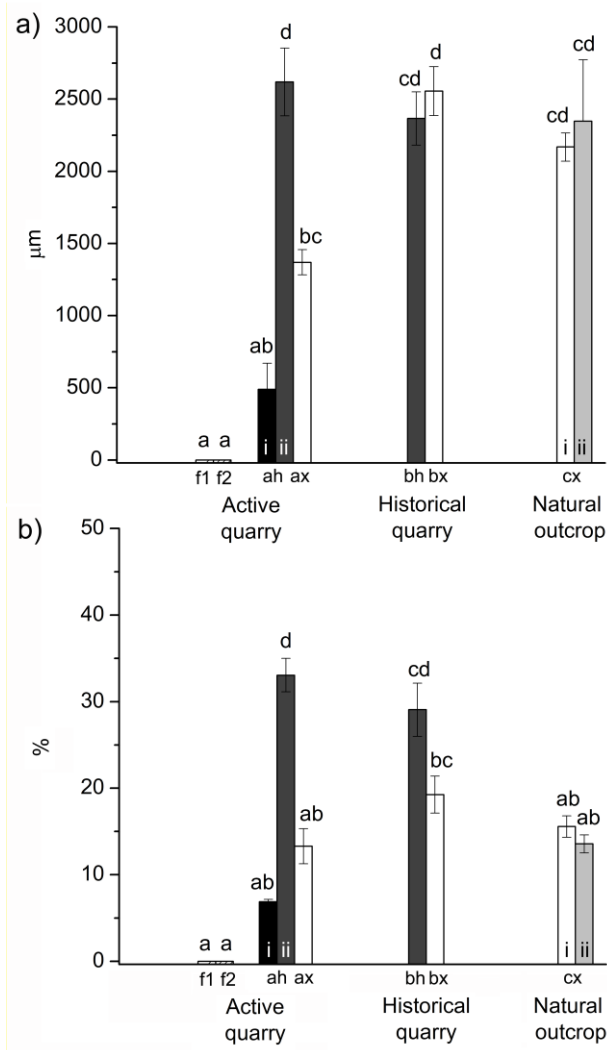 a)
3000
2500
2000
1500
1000
500
0
µm
d
cd d
cd
cd
bc
ab
a a
i ii
i ii
f1 f2 ah ax bh bx cx
Active quarry
Historical quarry
Natural outcrop
b)
50
40
30
20
10
0
%
d
cd
bc
ab
ab
ab
ab
a a
i ii
i ii
f1 f2 ah ax bh bx cx
Active quarry
Historical quarry
Natural outcrop